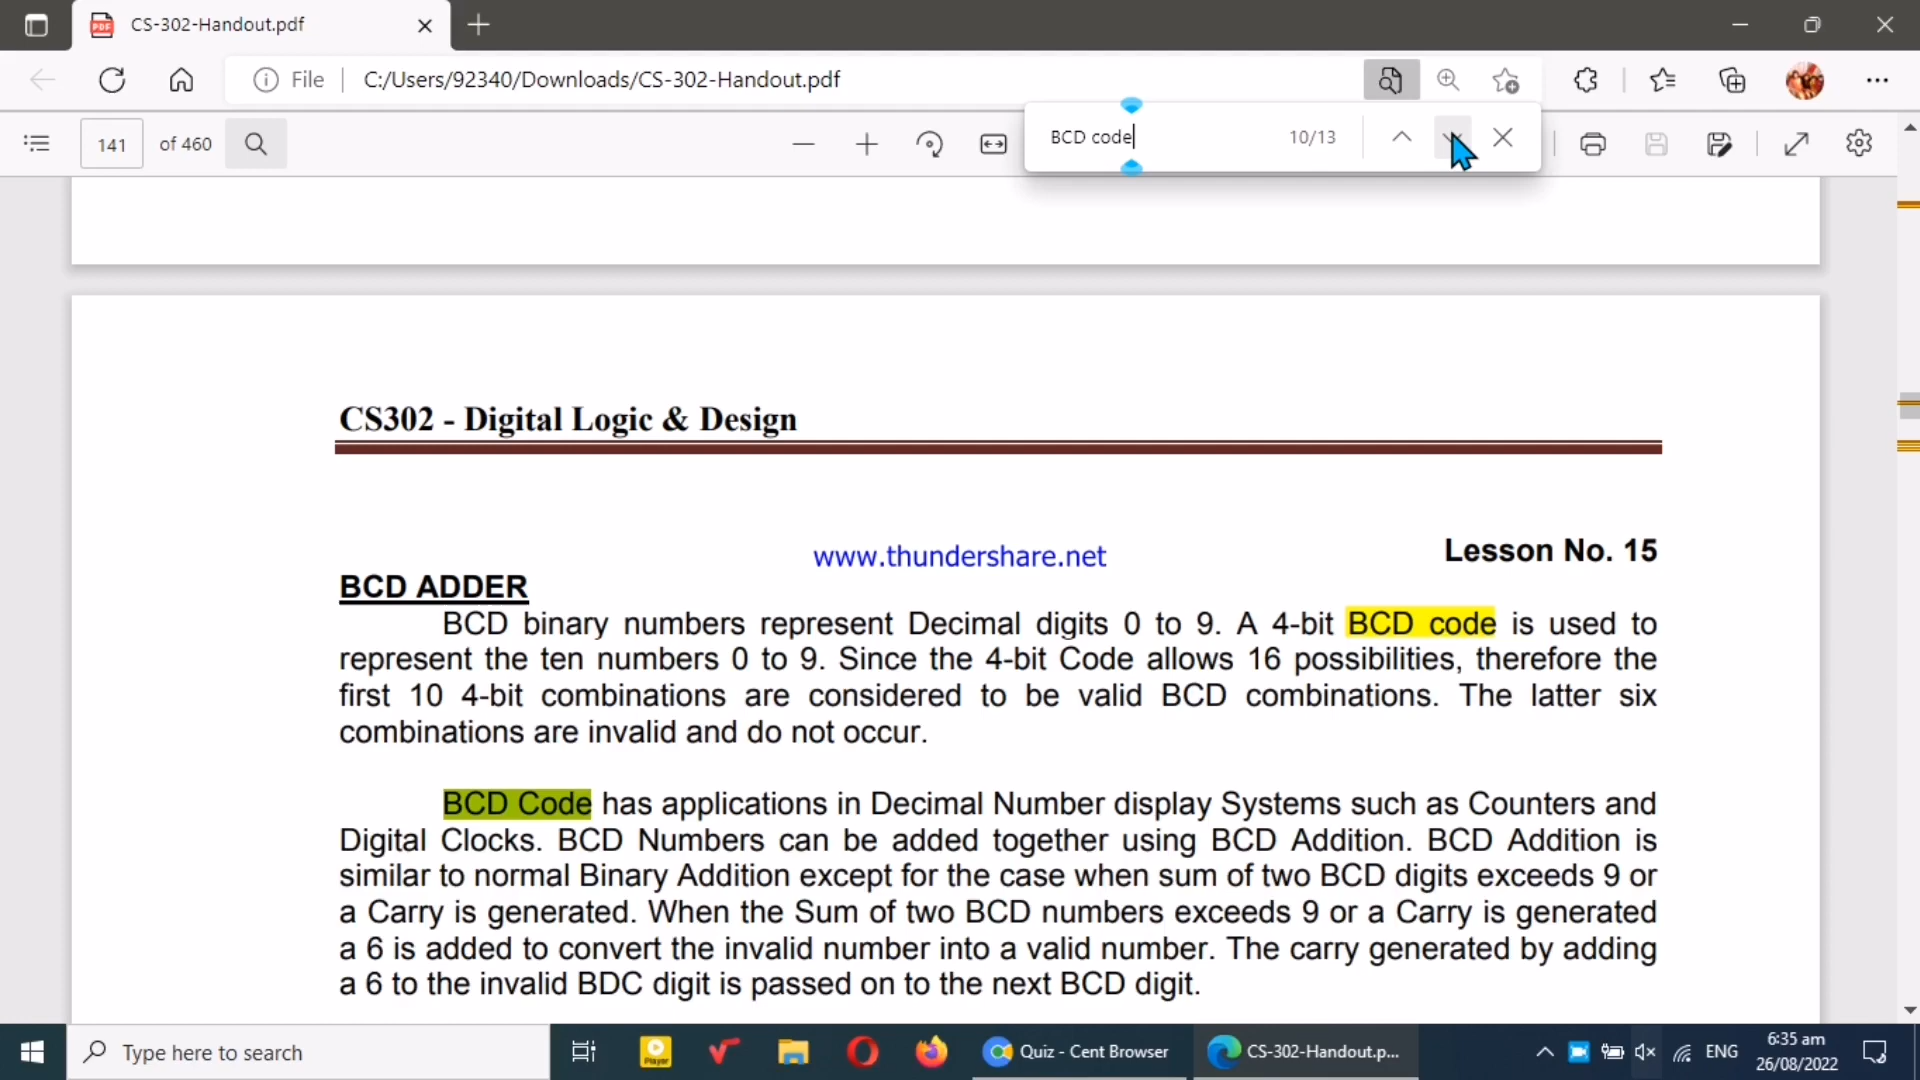 CS-302-Handout.pdf
File
C:/Users/92340/Downloads/CS-302-Handout.pdf
141 of 460
BCD code 10/13
CS302 - Digital Logic & Design
www.thundershare.net
Lesson No. 15
BCD ADDER
BCD binary numbers represent Decimal digits 0 to 9. A 4-bit BCD code is used to
represent the ten numbers 0 to 9. Since the 4-bit Code allows 16 possibilities, therefore the
first 10 4-bit combinations are considered to be valid BCD combinations. The latter six
combinations are invalid and do not occur.
BCD Code has applications in Decimal Number display Systems such as Counters and
Digital Clocks. BCD Numbers can be added together using BCD Addition. BCD Addition is
similar to normal Binary Addition except for the case when sum of two BCD digits exceeds 9 or
a Carry is generated. When the Sum of two BCD numbers exceeds 9 or a Carry is generated
a 6 is added to convert the invalid number into a valid number. The carry generated by adding
a 6 to the invalid BDC digit is passed on to the next BCD digit.
Type here to search
Player
Quiz - Cent Browser
CS-302-Handout.p...
ENG
6:35 am
26/08/2022